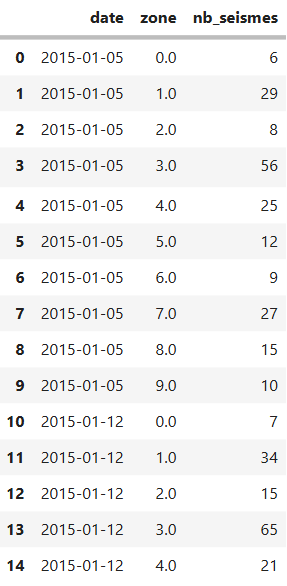 date zone nb_seismes
0 2015-01-05 0.0 6
1 2015-01-05 1.0 29
2 2015-01-05 2.0 8
3 2015-01-05 3.0 56
4 2015-01-05 4.0 25
5 2015-01-05 5.0 12
6 2015-01-05 6.0 9
7 2015-01-05 7.0 27
8 2015-01-05 8.0 15
9 2015-01-05 9.0 10
10 2015-01-12 0.0 7
11 2015-01-12 1.0 34
12 2015-01-12 2.0 15
13 2015-01-12 3.0 65
14 2015-01-12 4.0 21